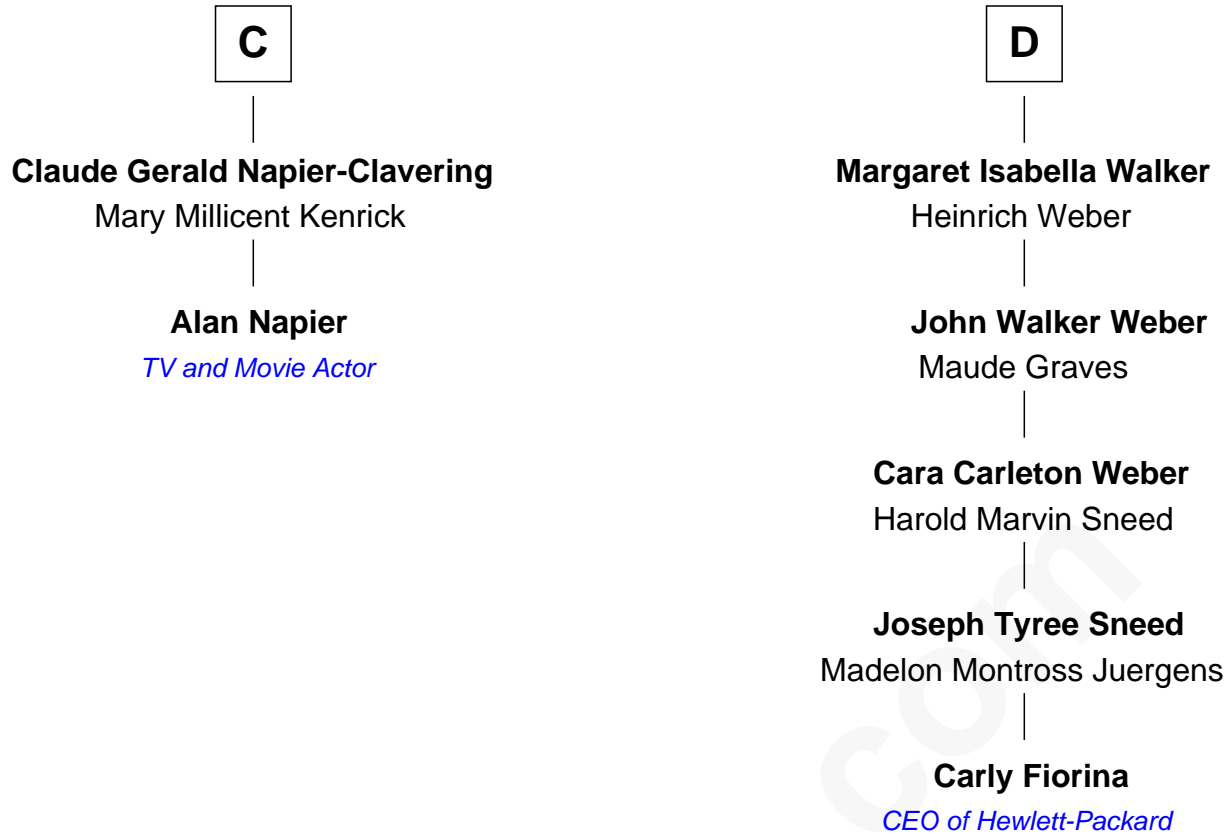 C
Claude Gerald Napier-Clavering
Mary Millicent Kenrick
Alan Napier
TV and Movie Actor
D
Margaret Isabella Walker
Heinrich Weber
John Walker Weber
Maude Graves
Cara Carleton Weber
Harold Marvin Sneed
Joseph Tyree Sneed
Madelon Montross Juergens
Carly Fiorina
CEO of Hewlett-Packard
com